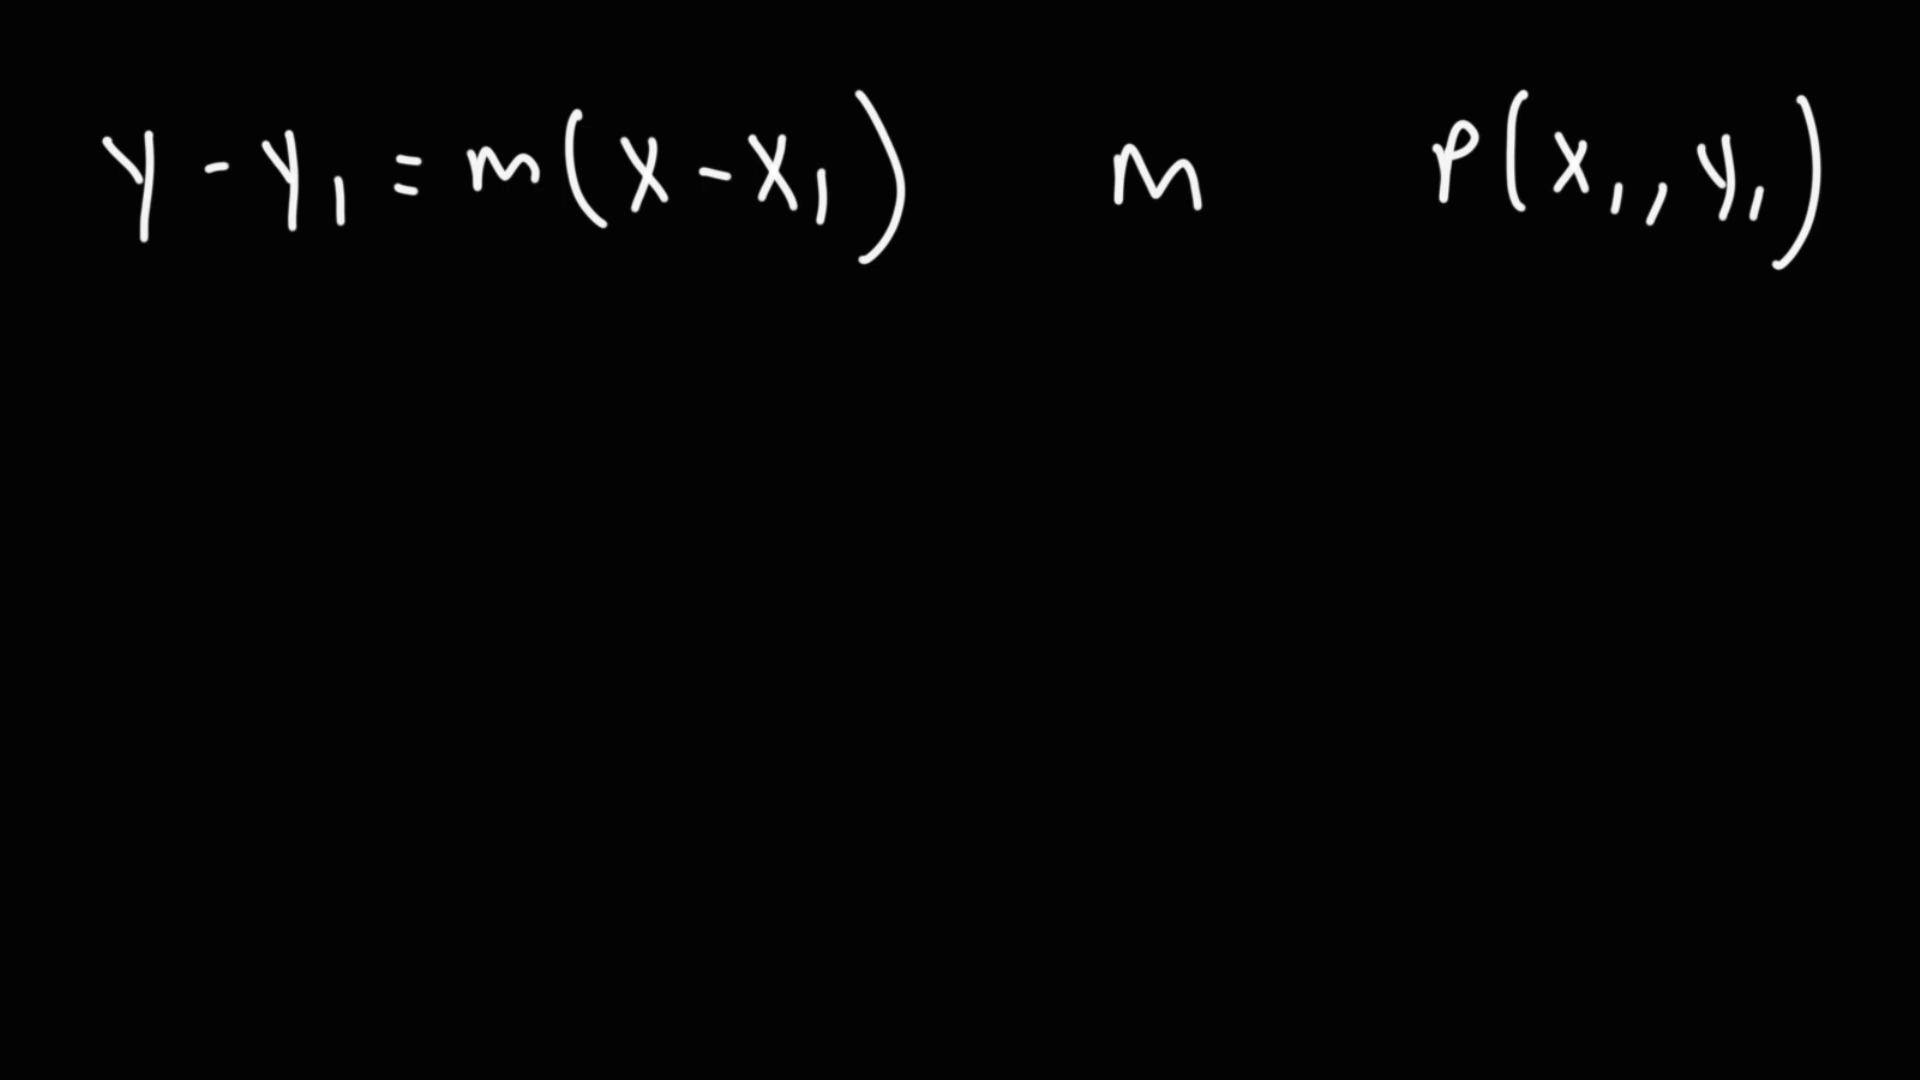 y - y₁ = m(x - x₁) m P(x₁, y₁)